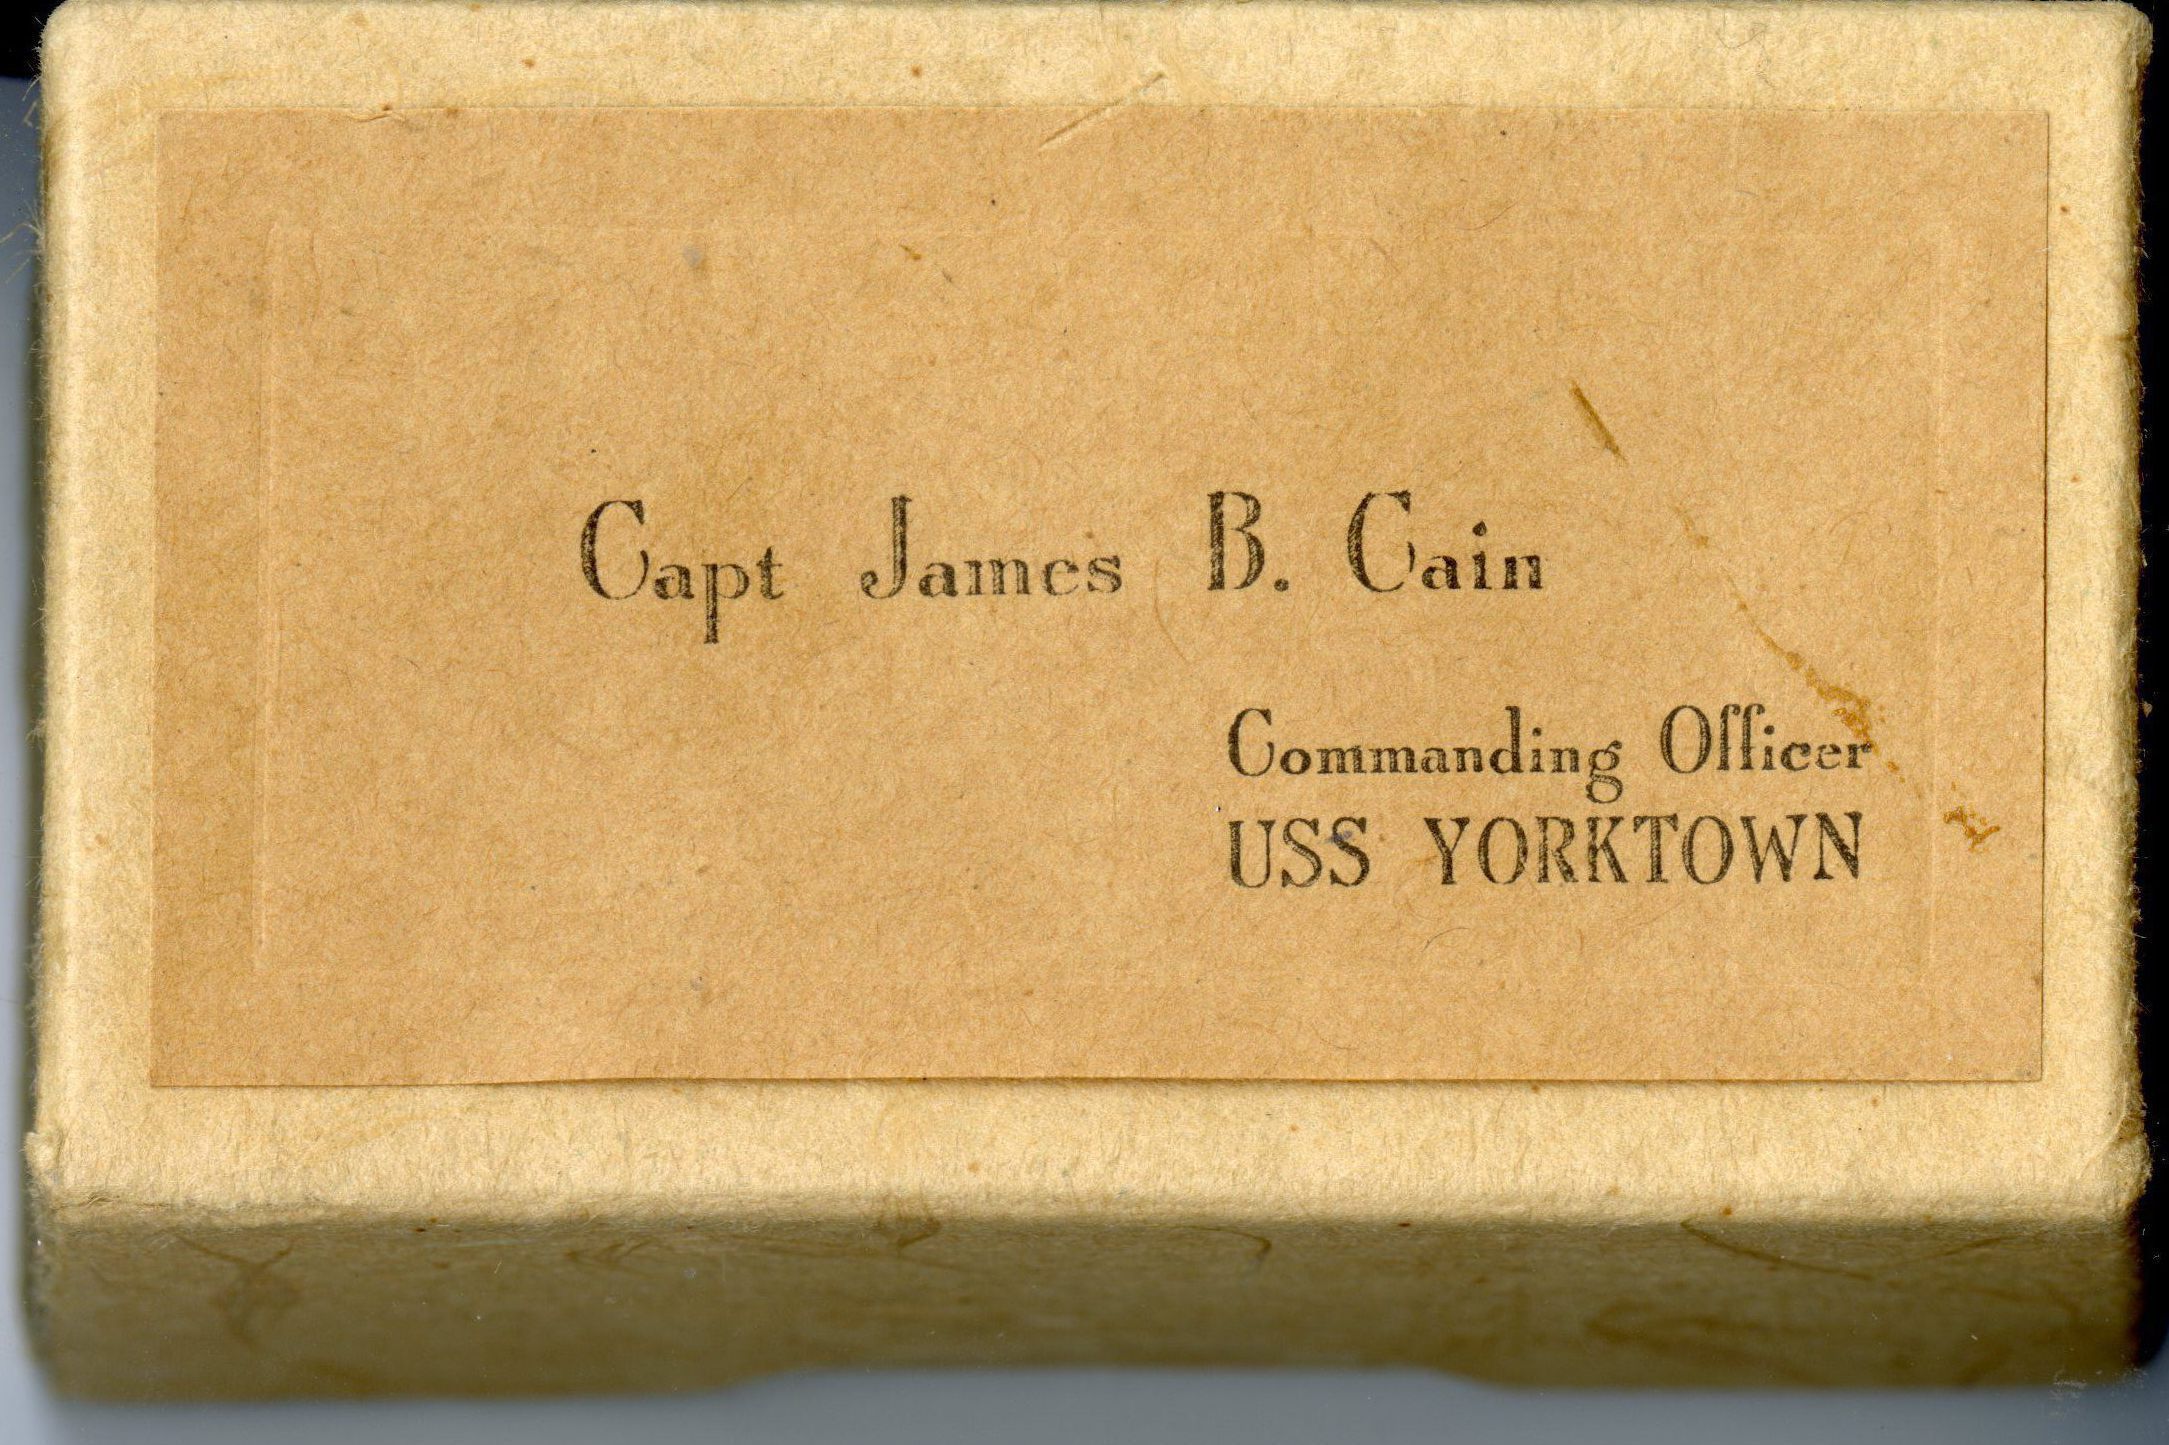 Capt James B. Cain
Commanding Officer
USS YORKTOWN